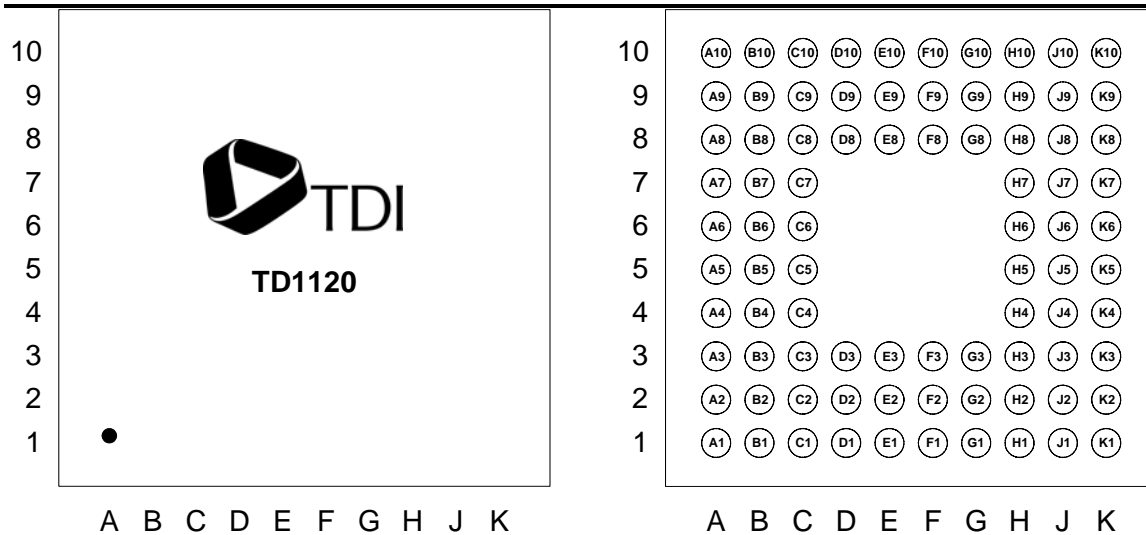 10 10 A10 B10 C10 D10 E10 F10 G10 H10 J10 K10
9 9 A9 B9 C9 D9 E9 F9 G9 H9 J9 K9
8 8 A8 B8 C8 D8 E8 F8 G8 H8 J8 K8
7 7 A7 B7 C7 H7 J7 K7
TDI
6 6 A6 B6 C6 H6 J6 K6
5 TD1120 5 A5 B5 C5 H5 J5 K5
4 4 A4 B4 C4 H4 J4 K4
3 3 A3 B3 C3 D3 E3 F3 G3 H3 J3 K3
2 2 A2 B2 C2 D2 E2 F2 G2 H2 J2 K2
1 1 A1 B1 C1 D1 E1 F1 G1 H1 J1 K1
A B C D E F G H J K A B C D E F G H J K